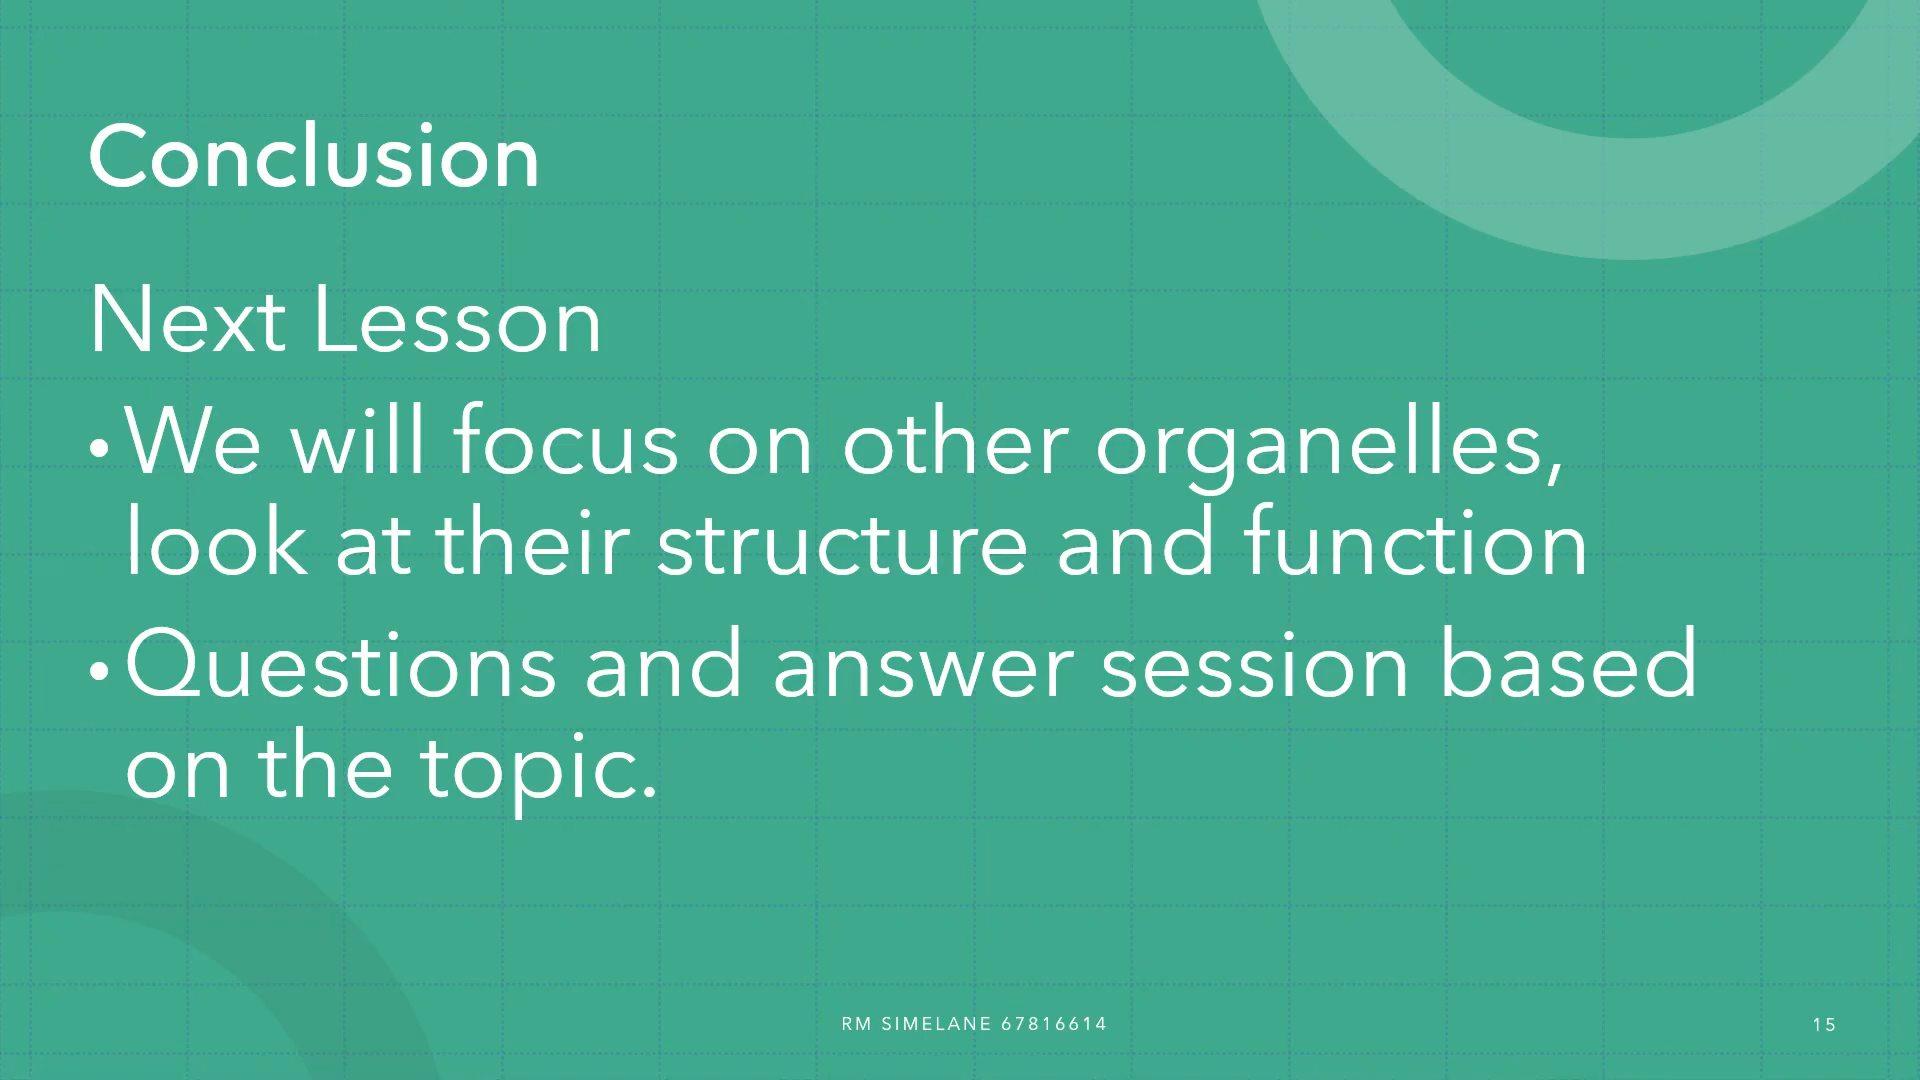 Conclusion
Next Lesson
• We will focus on other organelles,
look at their structure and function
• Questions and answer session based
on the topic.
RM SIMELANE 67816614
15